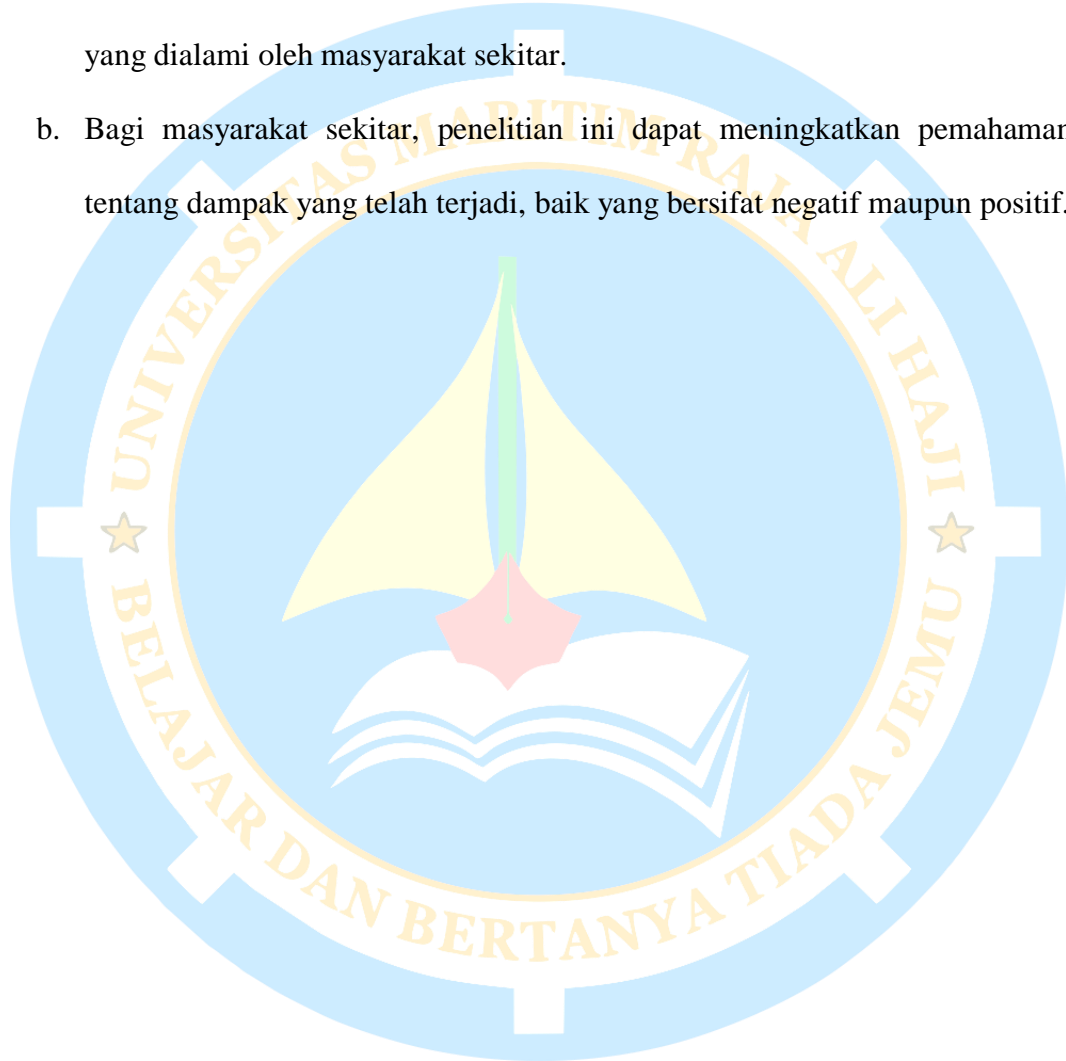 yang dialami oleh masyarakat sekitar.
b. Bagi masyarakat sekitar, penelitian ini dapat meningkatkan pemahaman
tentang dampak yang telah terjadi, baik yang bersifat negatif maupun positif.
UNIVERSITAS MARITIM RAJA ALI HAJI
BELAJAR DAN BERTANYA TIADA JEMU